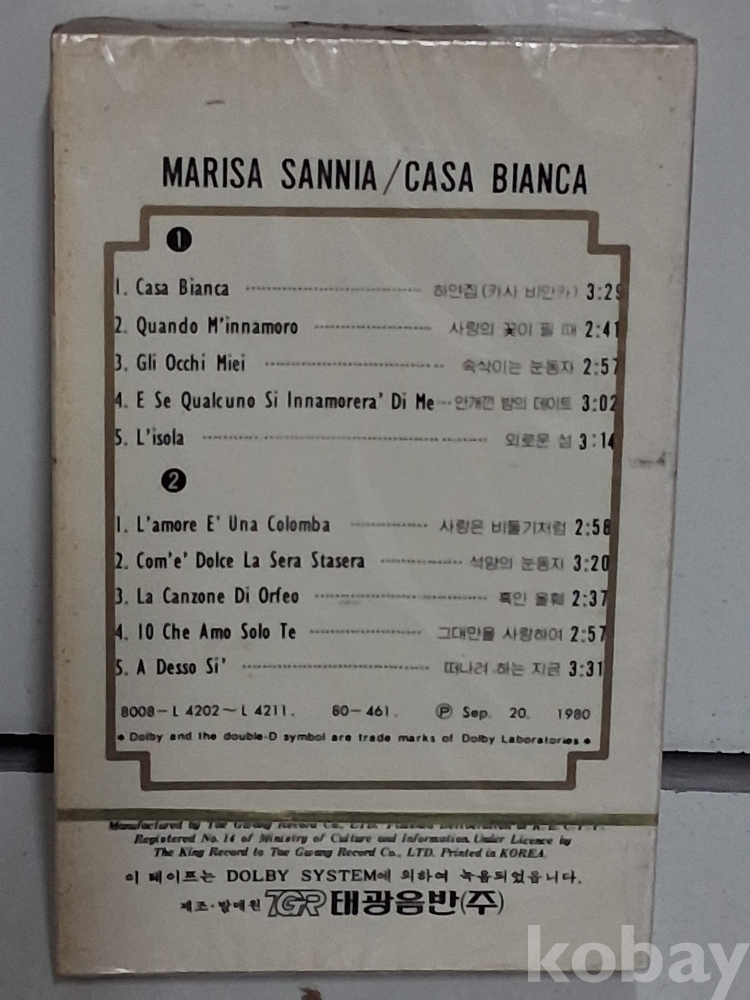 MARISA SANNIA/CASA BIANCA
1
1. Casa Bianca 하얀집 (카사 비안카) 3:29
2. Quando M'innamoro 사랑의 꽃이 필 때 2:41
3. Gli Occhi Miei 속삭이는 눈동자 2:57
4. E Se Qualcuno Si Innamorera' Di Me 안개낀 밤의 데이트 3:02
5. L'isola 외로운 섬 3:14
2
1. L'amore E' Una Colomba 사랑은 비둘기처럼 2:58
2. Com'e' Dolce La Sera Stasera 석양의 눈동자 3:20
3. La Canzone Di Orfeo 흑인 올훼 2:37
4. IO Che Amo Solo Te 그대만을 사랑하여 2:57
5. A Desso Si' 떠나려 하는 지금 3:31
8008-L 4202~L 4211. 80-461. Ⓟ Sep. 20. 1980
• Dolby and the double-D symbol are trade marks of Dolby Laboratories •
Manufactured by Tae Gwang Record Co., LTD.
Registered No. 14 of Ministry of Culture and Information. Under Licence by
The King Record to Tae Gwang Record Co., LTD. Printed in KOREA.
이 테이프는 DOLBY SYSTEM에 의하여 녹음되었읍니다.
제조·발매원 TGR 태광음반(주)
kobay